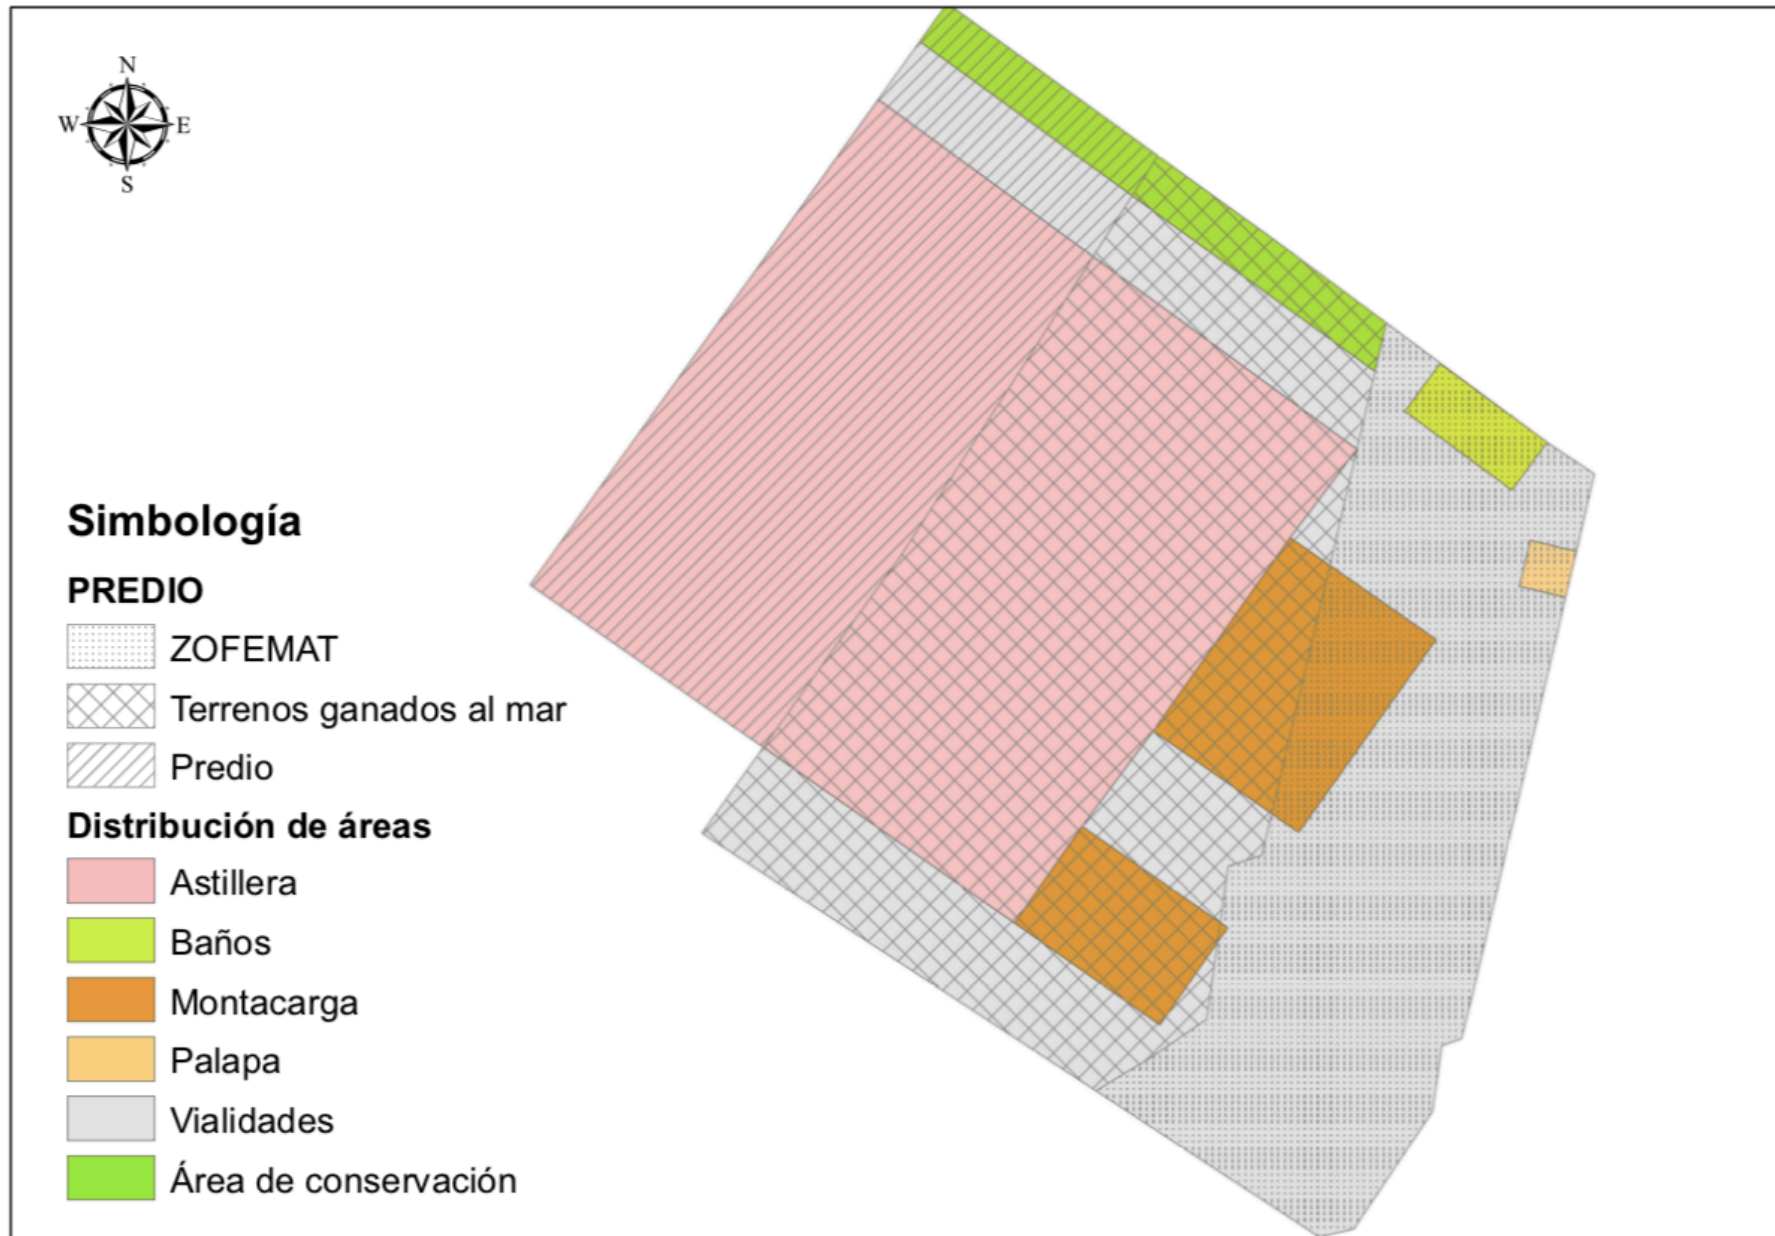 N
W E
S
Simbología
PREDIO
ZOFEMAT
Terrenos ganados al mar
Predio
Distribución de áreas
Astillera
Baños
Montacarga
Palapa
Vialidades
Área de conservación